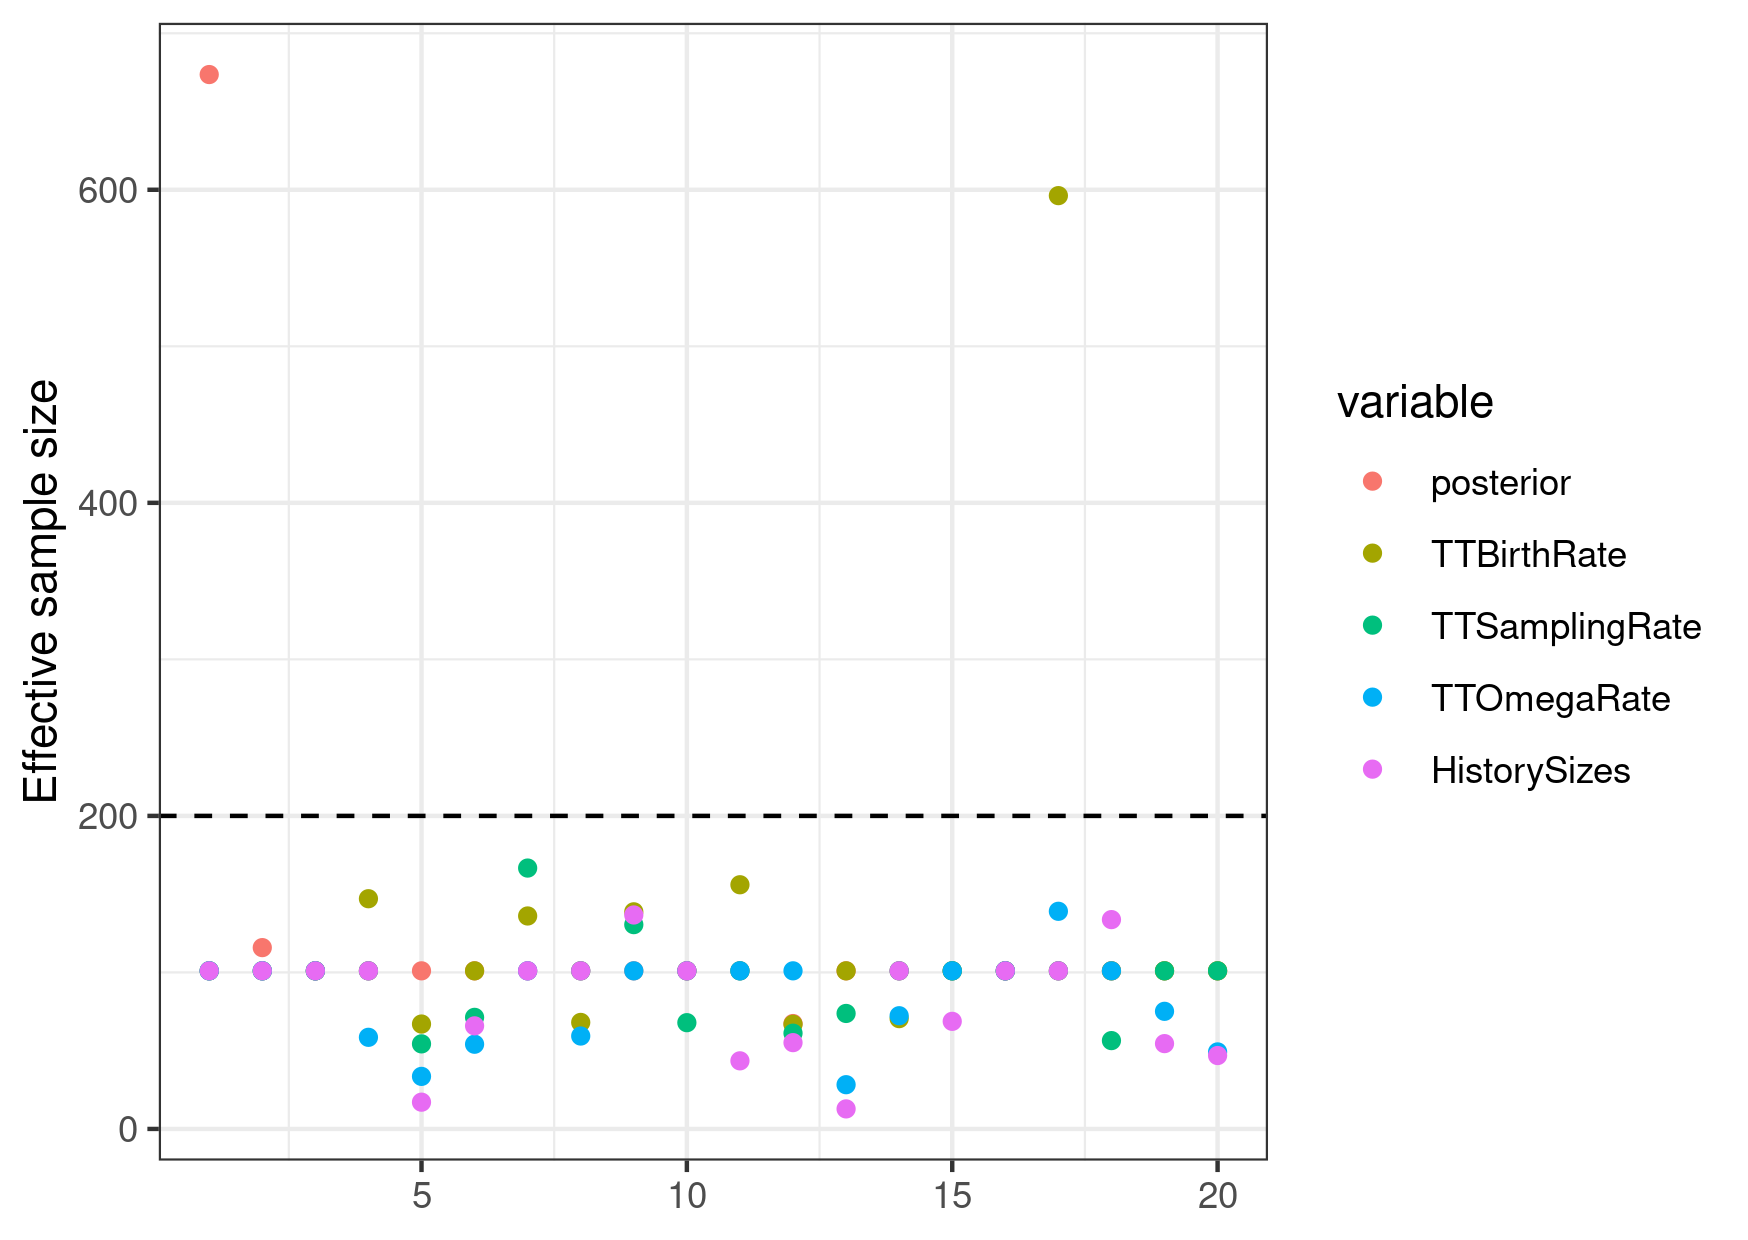 Effective sample size
600
400
200
0
5 10 15 20
variable
posterior
TTBirthRate
TTSamplingRate
TTOmegaRate
HistorySizes